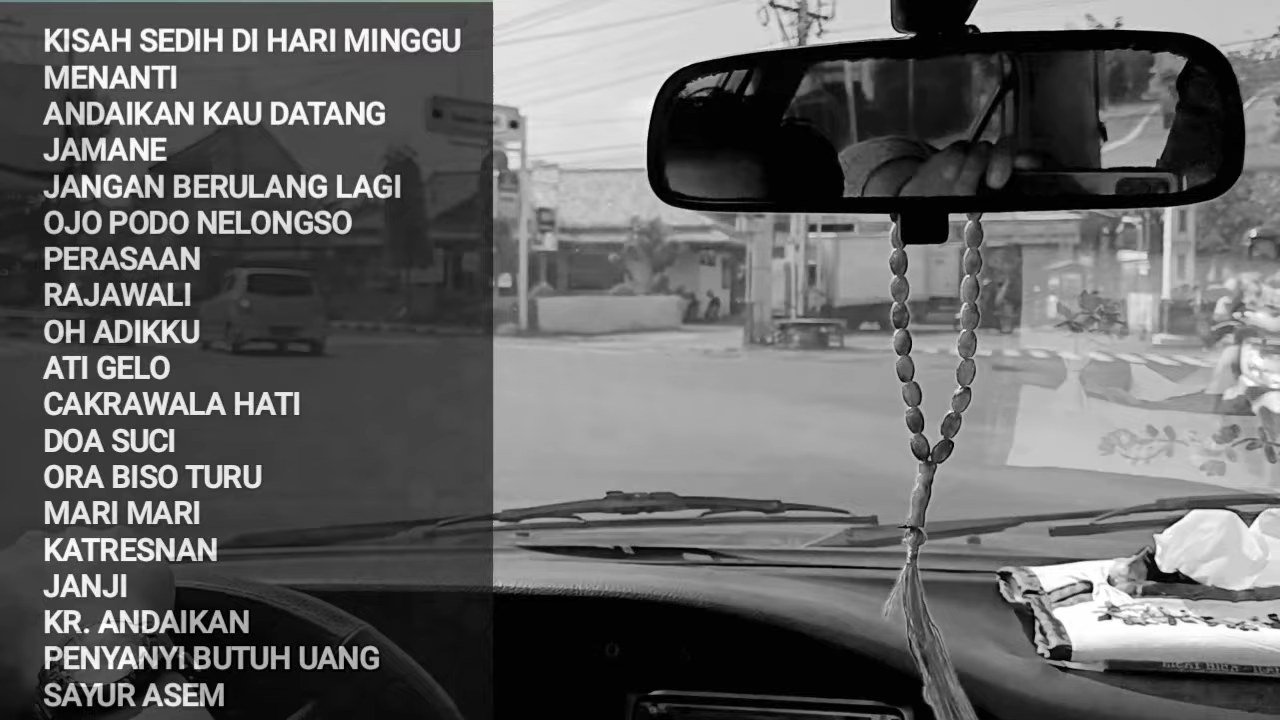 KISAH SEDIH DI HARI MINGGU
MENANTI
ANDAIKAN KAU DATANG
JAMANE
JANGAN BERULANG LAGI
OJO PODO NELONGSO
PERASAAN
RAJAWALI
OH ADIKKU
ATI GELO
CAKRAWALA HATI
DOA SUCI
ORA BISO TURU
MARI MARI
KATRESNAN
JANJI
KR. ANDAIKAN
PENYANYI BUTUH UANG
SAYUR ASEM